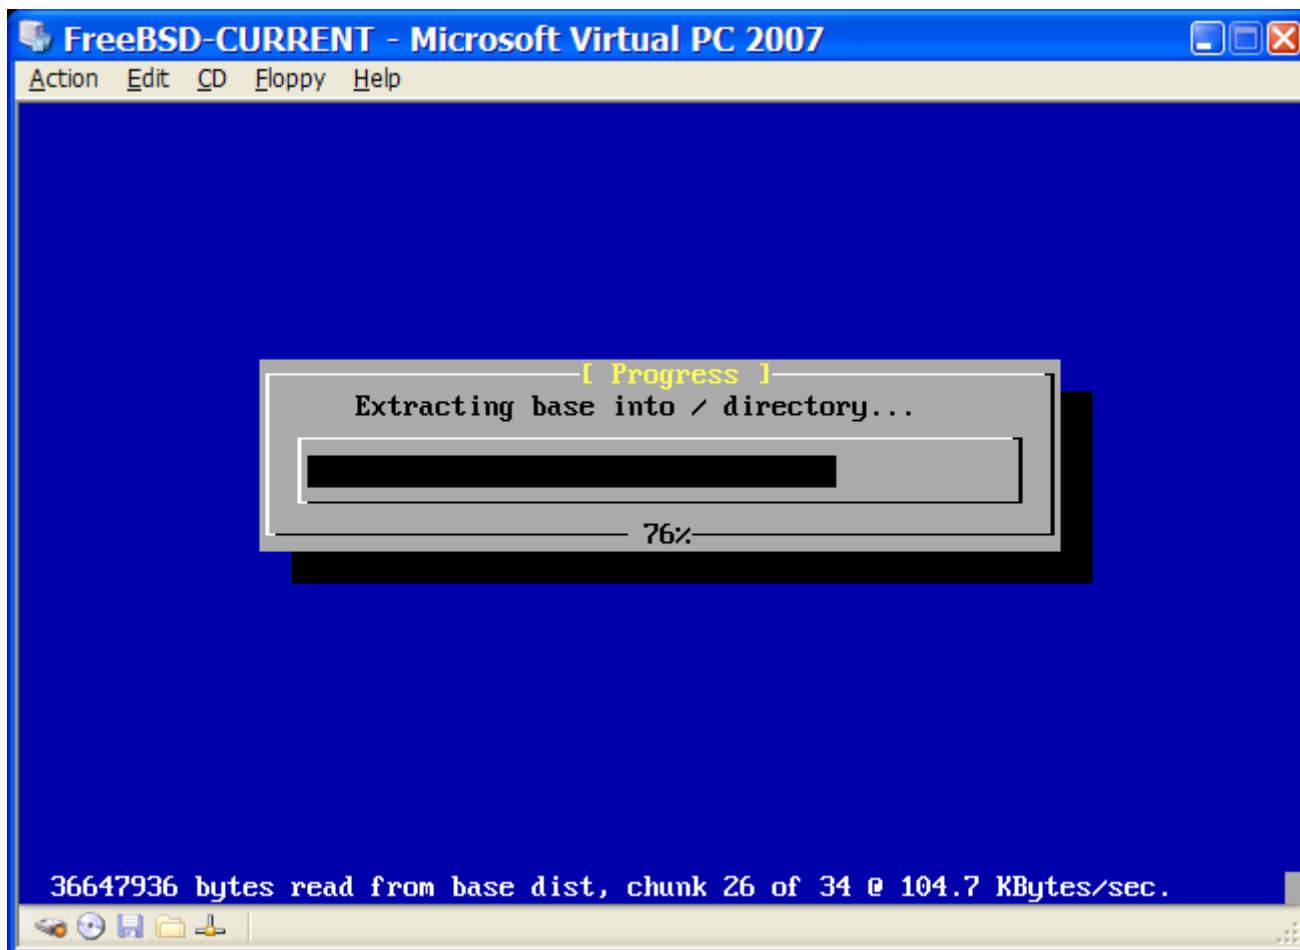 FreeBSD-CURRENT - Microsoft Virtual PC 2007
Action Edit CD Floppy Help
[ Progress ]
Extracting base into / directory...
76%
36647936 bytes read from base dist, chunk 26 of 34 @ 104.7 KBytes/sec.